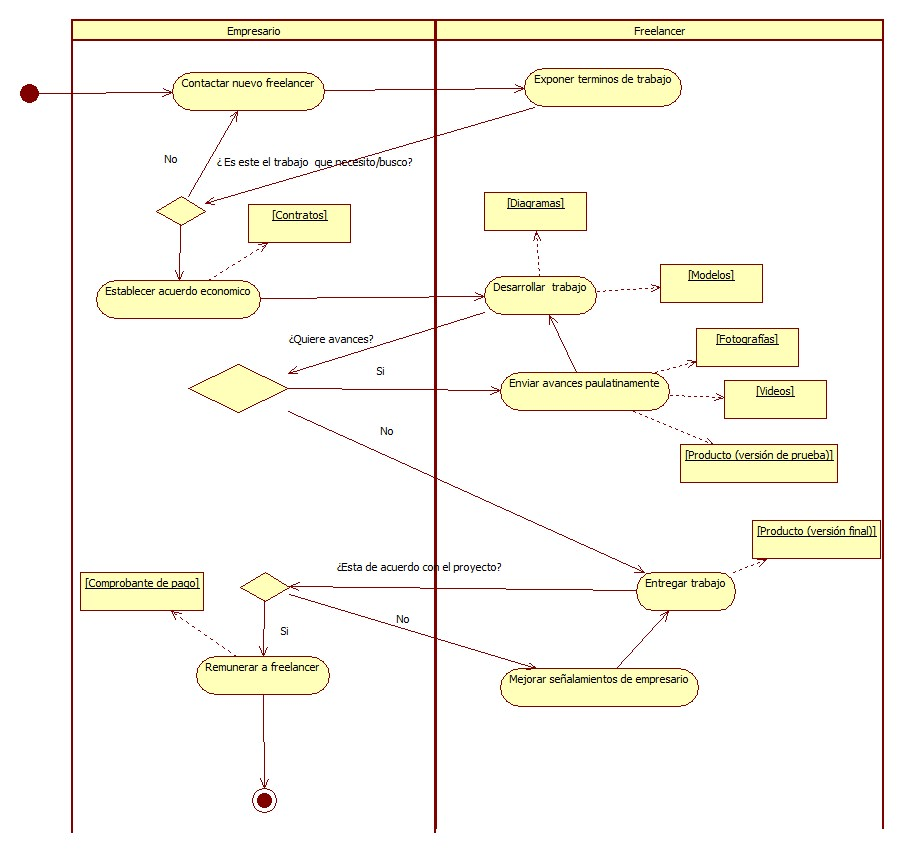 Empresario
Freelancer
Contactar nuevo freelancer
Exponer terminos de trabajo
No
¿Es este el trabajo que necesito/busco?
[Contratos]
[Diagramas]
Establecer acuerdo economico
Desarrollar trabajo
[Modelos]
¿Quiere avances?
[Fotografías]
Si
Enviar avances paulatinamente
[Videos]
No
[Producto (versión de prueba)]
[Producto (versión final)]
¿Esta de acuerdo con el proyecto?
[Comprobante de pago]
Entregar trabajo
No
Si
Remunerar a freelancer
Mejorar señalamientos de empresario